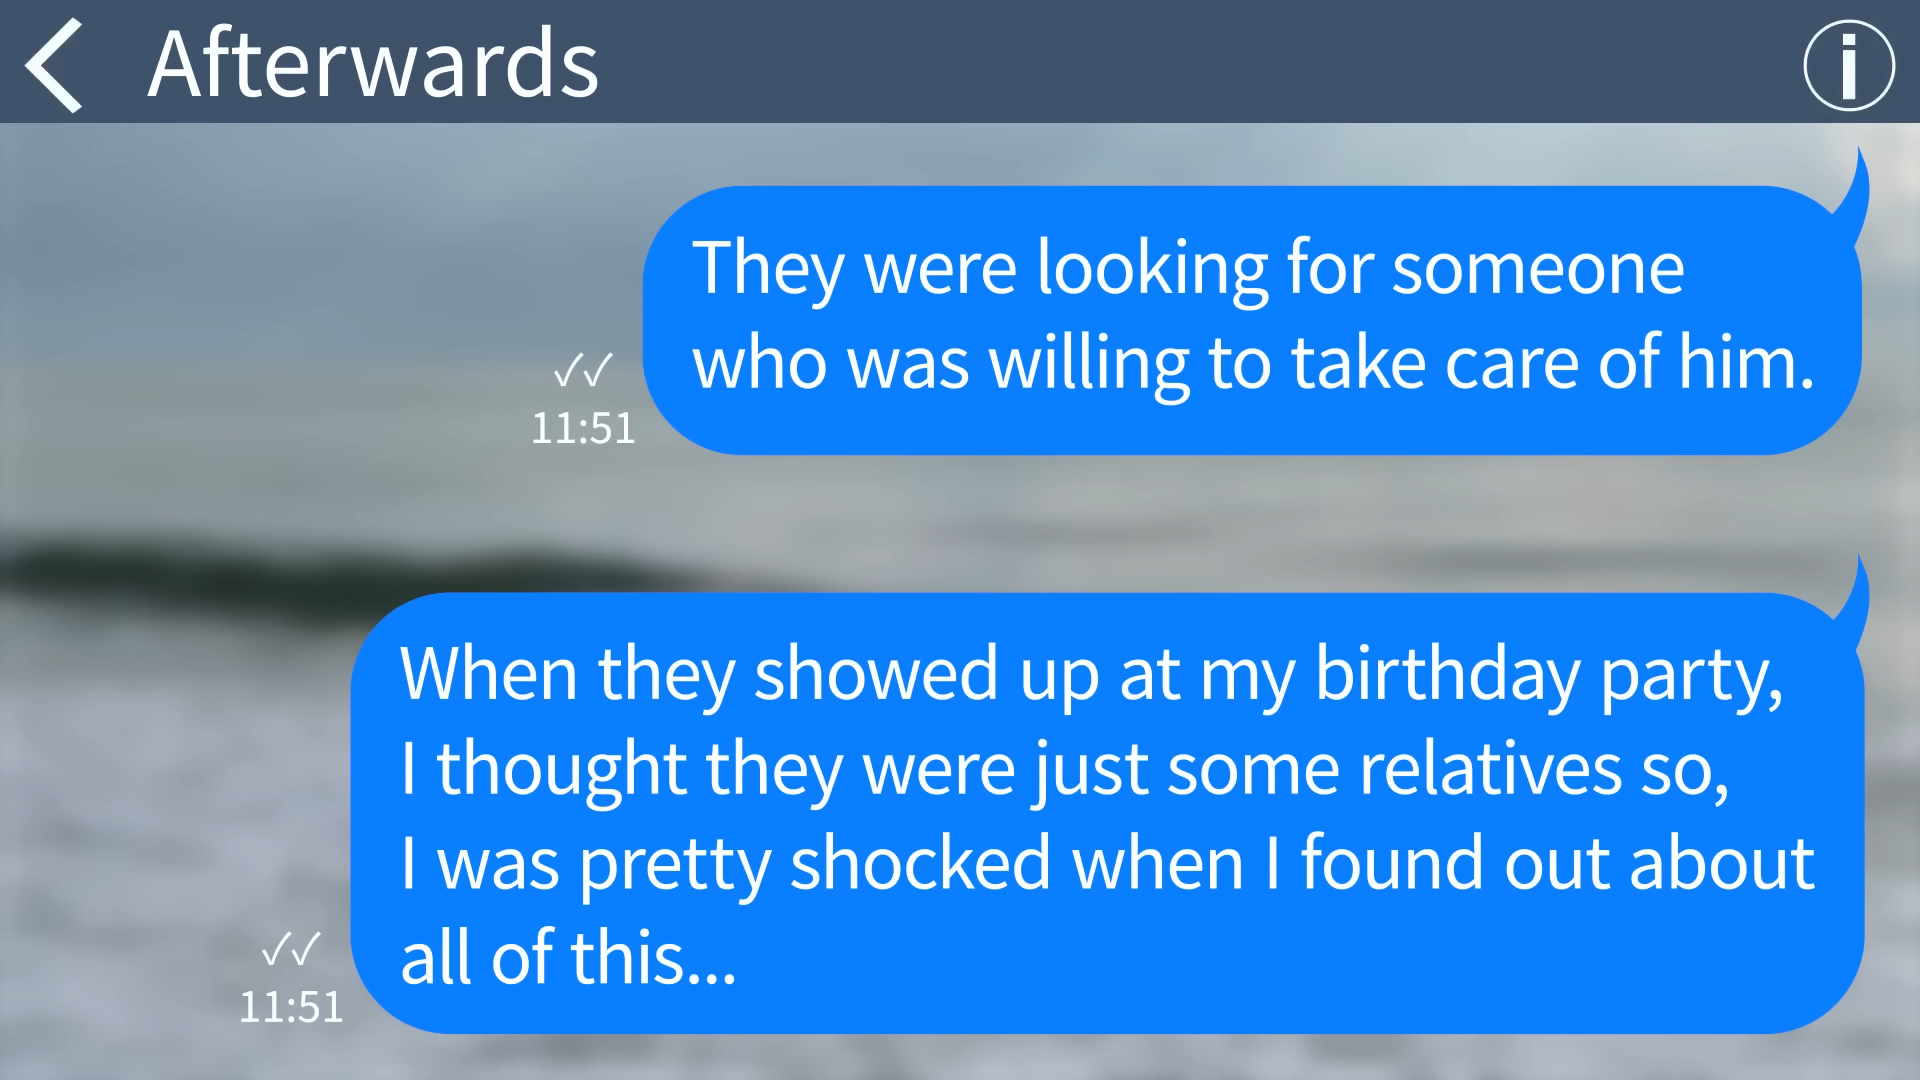 Afterwards
They were looking for someone
who was willing to take care of him.
✓✓
11:51
When they showed up at my birthday party,
I thought they were just some relatives so,
I was pretty shocked when I found out about
all of this...
✓✓
11:51